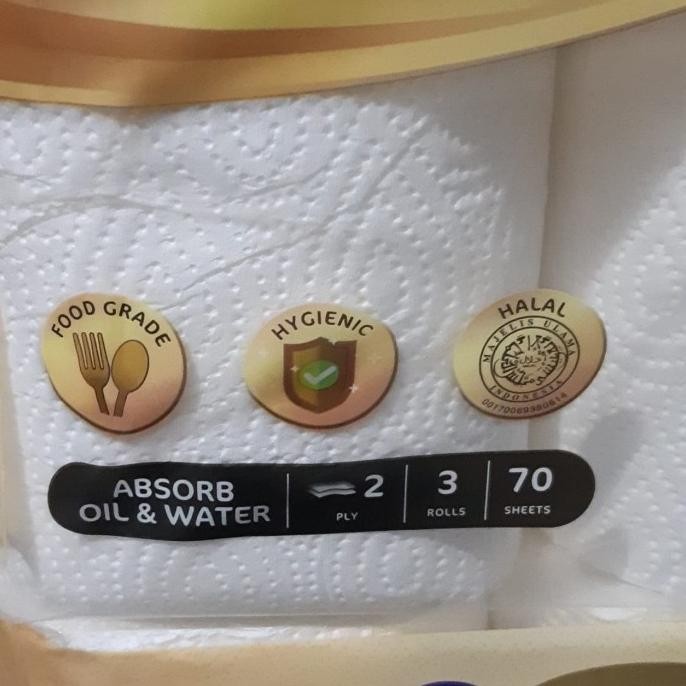 FOOD GRADE
HYGIENIC
HALAL
MAJELIS ULAMA
INDONESIA
ABSORB
OIL & WATER
2
PLY
3
ROLLS
70
SHEETS